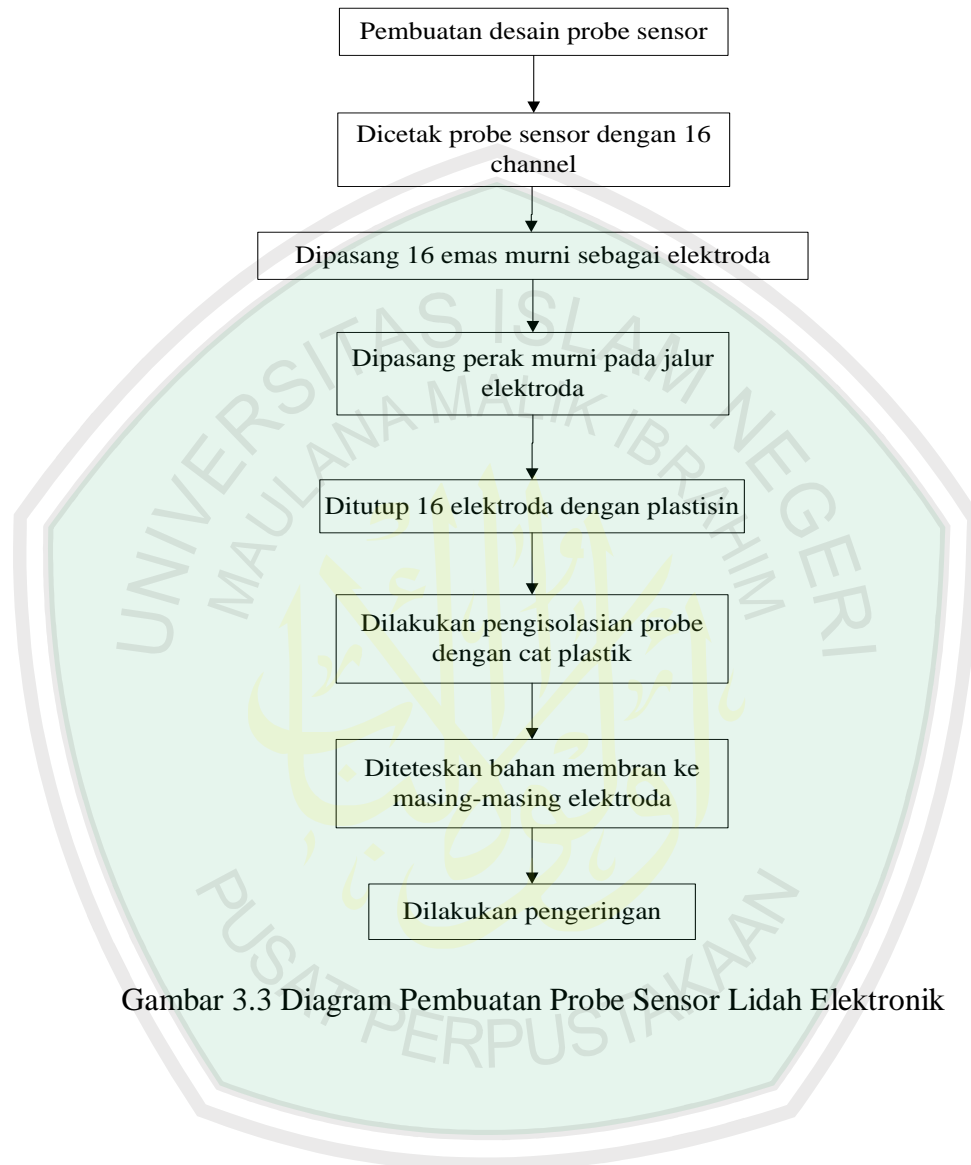 Pembuatan desain probe sensor
Dicetak probe sensor dengan 16
channel
Dipasang 16 emas murni sebagai elektroda
Dipasang perak murni pada jalur
elektroda
Ditutup 16 elektroda dengan plastisin
Dilakukan pengisolasian probe
dengan cat plastik
Diteteskan bahan membran ke
masing-masing elektroda
Dilakukan pengeringan
Gambar 3.3 Diagram Pembuatan Probe Sensor Lidah Elektronik
UNIVERSITAS ISLAM NEGERI
MAULANA MALIK IBRAHIM
PUSAT PERPUSTAKAAN